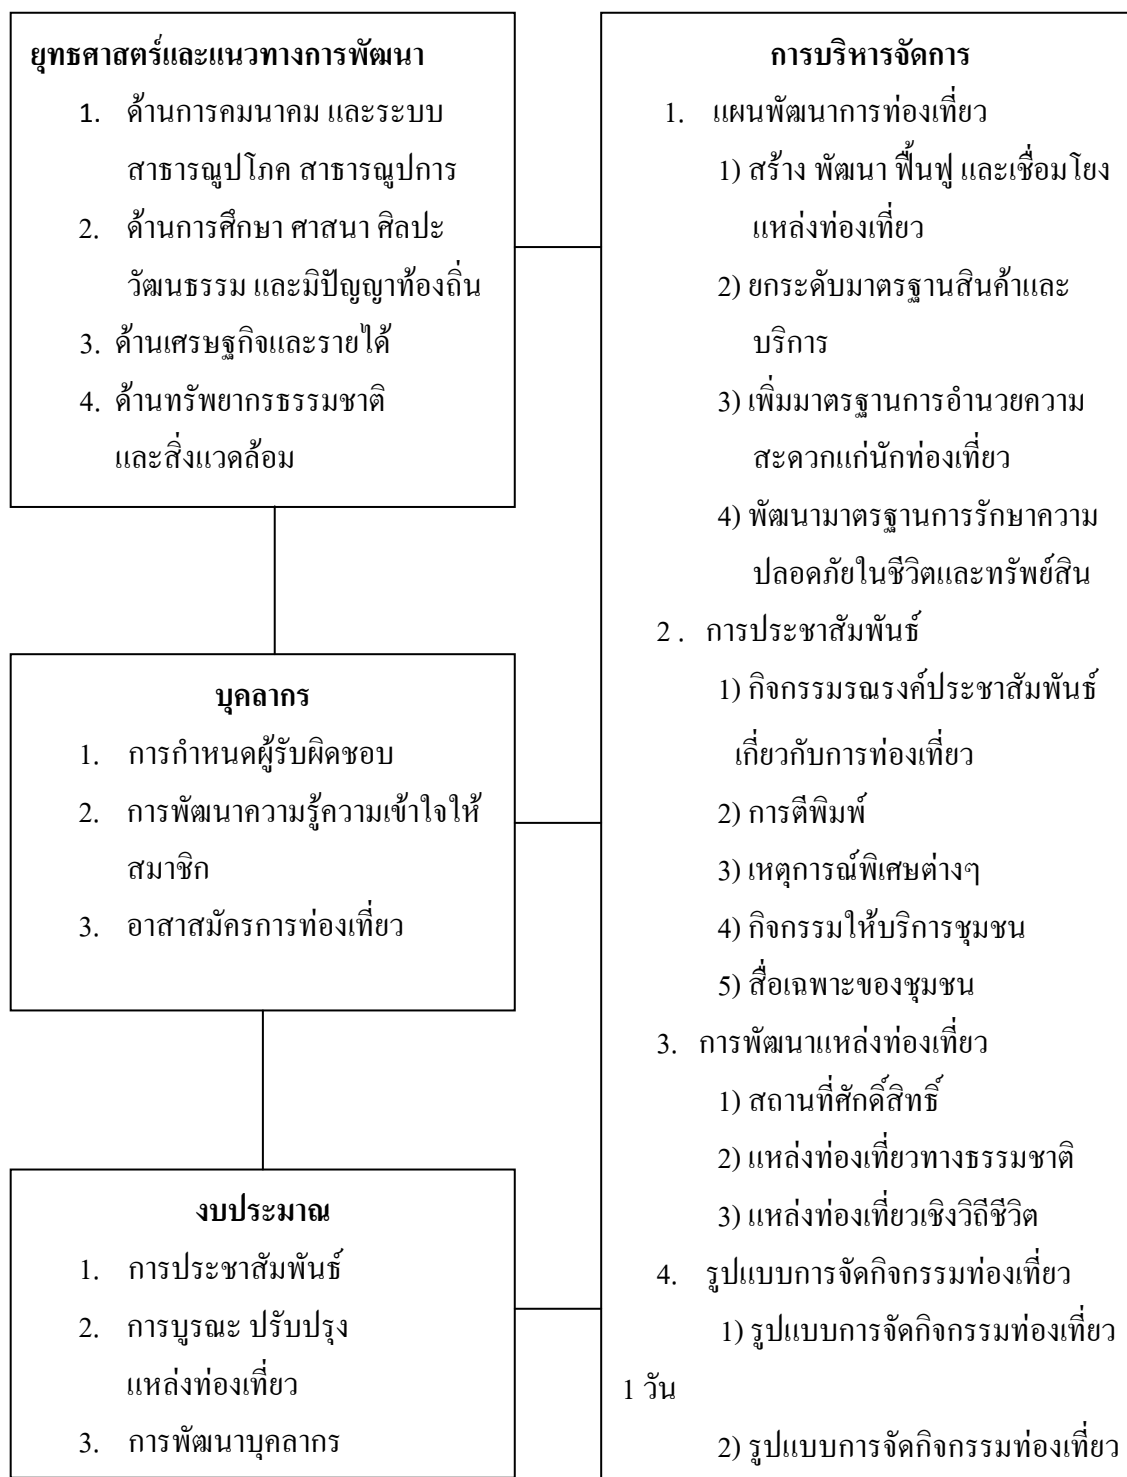 ยุทธศาสตร์และแนวทางการพัฒนา
1. ด้านการคมนาคม และระบบ
สาธารณูปโภค สาธารณูปการ
2. ด้านการศึกษา ศาสนา ศิลปะ
วัฒนธรรม และมิปัญญาท้องถิ่น
3. ด้านเศรษฐกิจและรายได้
4. ด้านทรัพยากรธรรมชาติ
และสิ่งแวดล้อม
บุคลากร
1. การกำหนดผู้รับผิดชอบ
2. การพัฒนาความรู้ความเข้าใจให้
สมาชิก
3. อาสาสมัครการท่องเที่ยว
งบประมาณ
1. การประชาสัมพันธ์
2. การบูรณะ ปรับปรุง
แหล่งท่องเที่ยว
3. การพัฒนาบุคลากร
การบริหารจัดการ
1. แผนพัฒนาการท่องเที่ยว
1) สร้าง พัฒนา ฟื้นฟู และเชื่อมโยง
แหล่งท่องเที่ยว
2) ยกระดับมาตรฐานสินค้าและ
บริการ
3) เพิ่มมาตรฐานการอำนวยความ
สะดวกแก่นักท่องเที่ยว
4) พัฒนามาตรฐานการรักษาความ
ปลอดภัยในชีวิตและทรัพย์สิน
2 . การประชาสัมพันธ์
1) กิจกรรมรณรงค์ประชาสัมพันธ์
เกี่ยวกับการท่องเที่ยว
2) การตีพิมพ์
3) เหตุการณ์พิเศษต่างๆ
4) กิจกรรมให้บริการชุมชน
5) สื่อเฉพาะของชุมชน
3. การพัฒนาแหล่งท่องเที่ยว
1) สถานที่ศักดิ์สิทธิ์
2) แหล่งท่องเที่ยวทางธรรมชาติ
3) แหล่งท่องเที่ยวเชิงวิถีชีวิต
4. รูปแบบการจัดกิจกรรมท่องเที่ยว
1) รูปแบบการจัดกิจกรรมท่องเที่ยว
1 วัน
2) รูปแบบการจัดกิจกรรมท่องเที่ยว